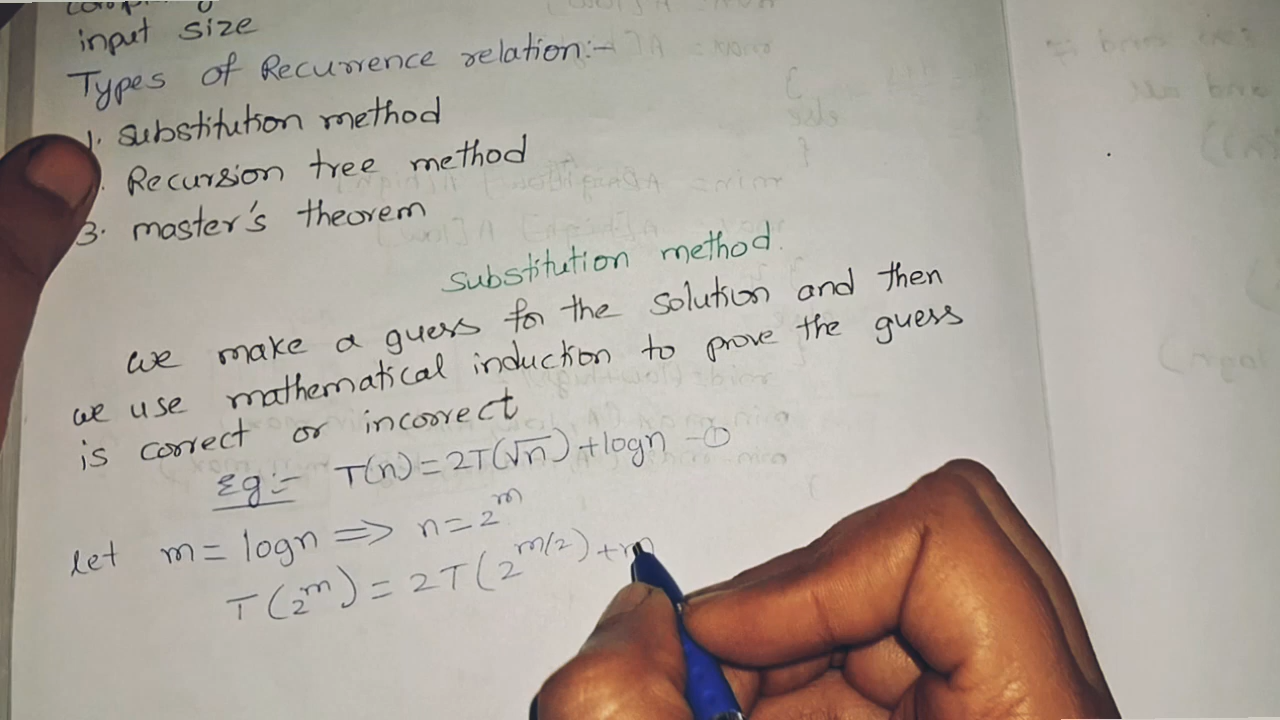 input size
Types of Recurrence relation:-
1. substitution method
. Recursion tree method
3. master's theorem
substitution method.
we make a guess for the solution and then
we use mathematical induction to prove the guess
is correct or incorrect
Eg:- T(n)=2T(√n)+logn -①
let m=logn ⇒ n=2^m
T(2^m)=2T(2^m/2)+m